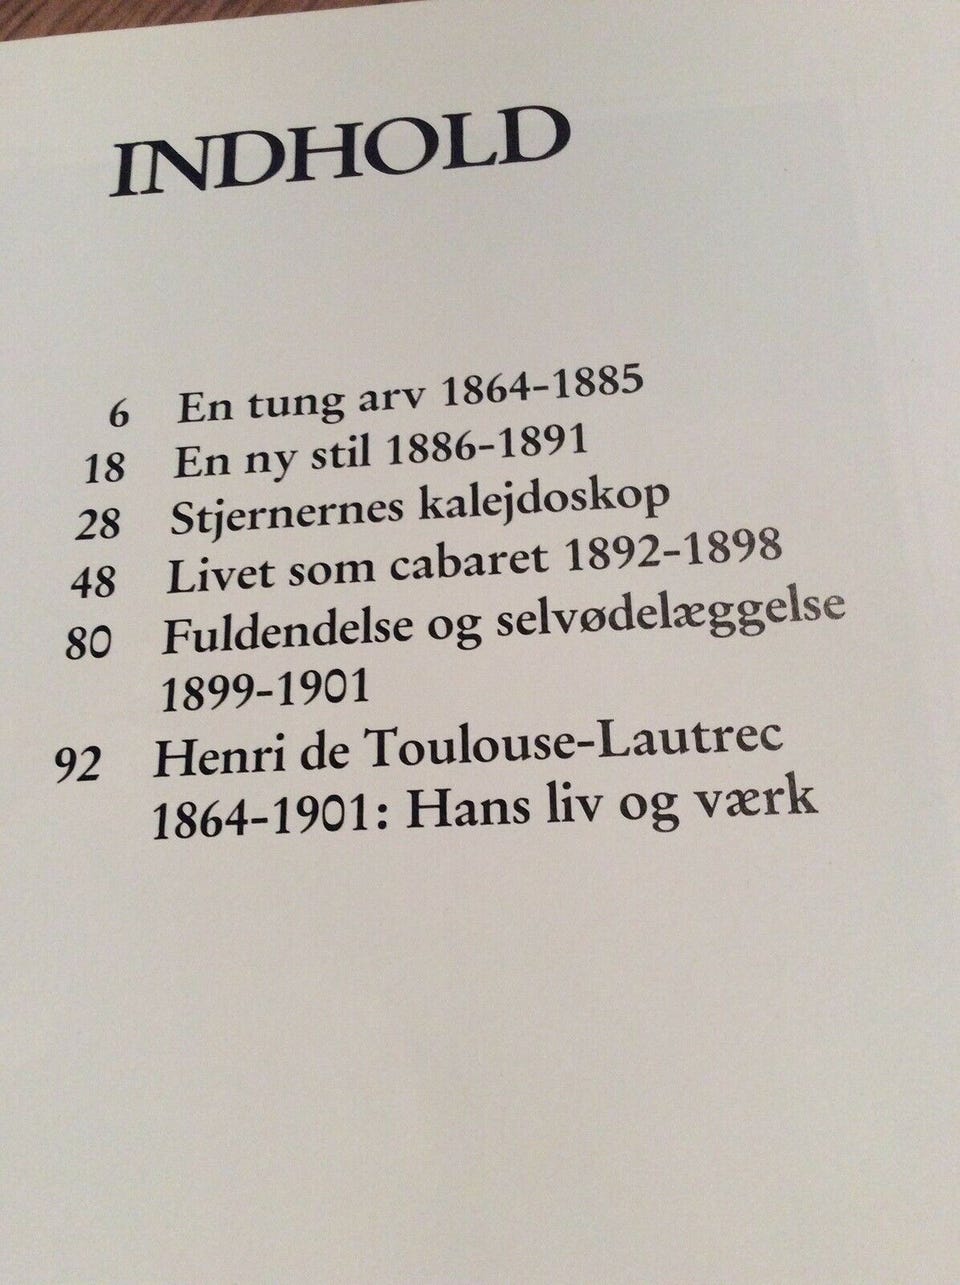 INDHOLD
6 En tung arv 1864-1885
18 En ny stil 1886-1891
28 Stjernernes kalejdoskop
48 Livet som cabaret 1892-1898
80 Fuldendelse og selvødelæggelse
1899-1901
92 Henri de Toulouse-Lautrec
1864-1901: Hans liv og værk